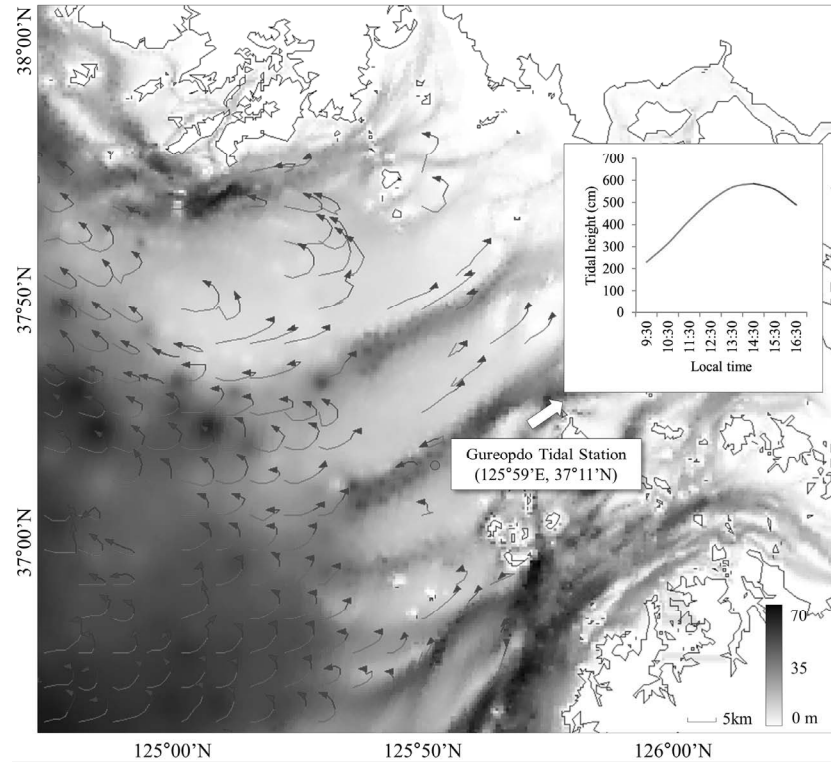 38°00’N
37°50’N
37°00’N
700
600
500
400
300
200
100
0
Tidal height (cm)
9:30
10:30
11:30
12:30
13:30
14:30
15:30
16:30
Local time
Gureopdo Tidal Station
(125°59’E, 37°11’N)
70
35
0 m
5km
125°00’N
125°50’N
126°00’N